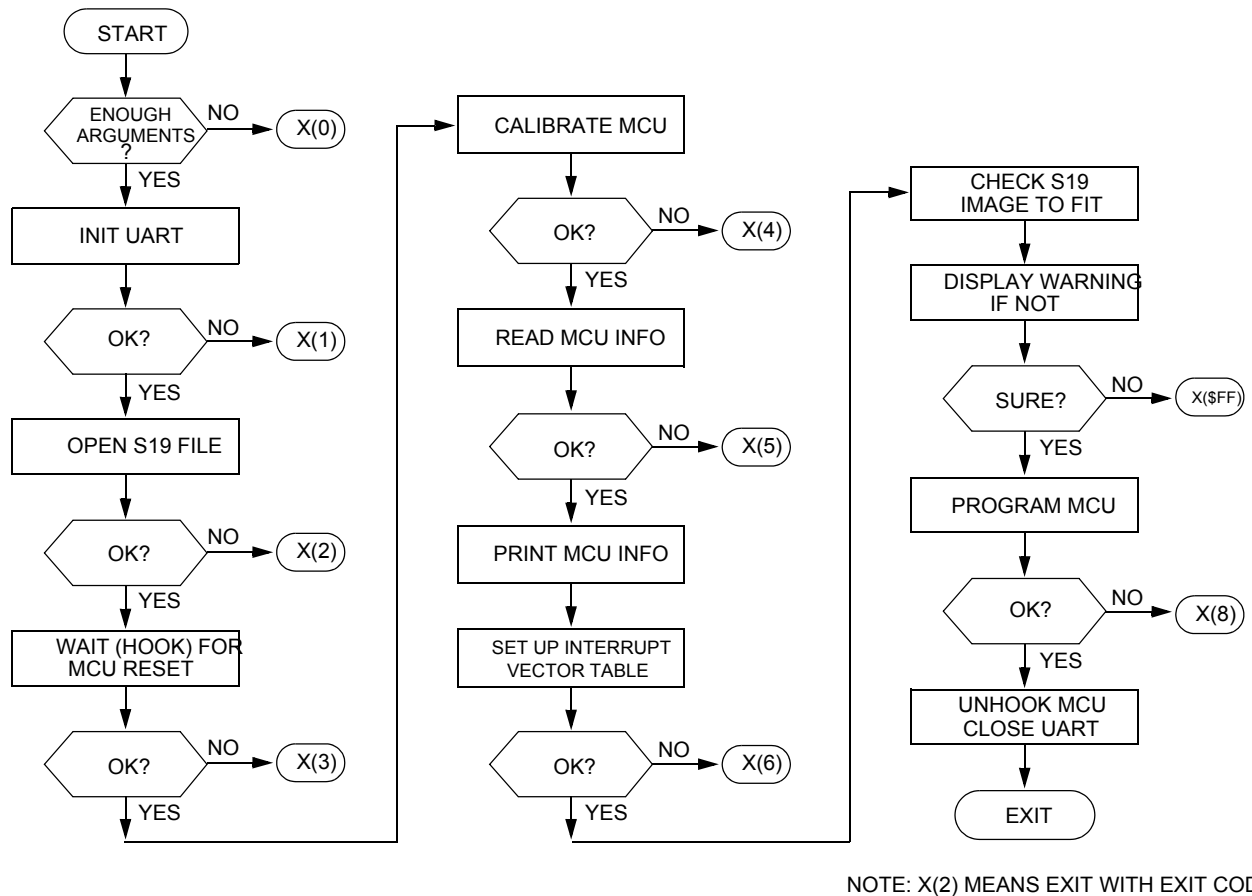 START
ENOUGH
ARGUMENTS
?
NO
X(0)
YES
INIT UART
OK?
NO
X(1)
YES
OPEN S19 FILE
OK?
NO
X(2)
YES
WAIT (HOOK) FOR
MCU RESET
OK?
NO
X(3)
YES
CALIBRATE MCU
OK?
NO
X(4)
YES
READ MCU INFO
OK?
NO
X(5)
YES
PRINT MCU INFO
SET UP INTERRUPT
VECTOR TABLE
OK?
NO
X(6)
YES
CHECK S19
IMAGE TO FIT
DISPLAY WARNING
IF NOT
SURE?
NO
X($FF)
YES
PROGRAM MCU
OK?
NO
X(8)
YES
UNHOOK MCU
CLOSE UART
EXIT
NOTE: X(2) MEANS EXIT WITH EXIT COD